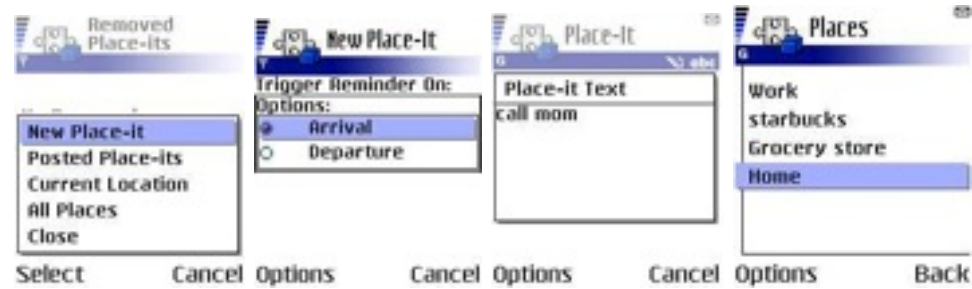 Removed
Place-its
New Place-it
Posted Place-its
Current Location
All Places
Close
Select Cancel
New Place-It
Trigger Reminder On:
Options:
Arrival
Departure
Options Cancel
Place-It
abc
Place-it Text
call mom
Options Cancel
Places
Work
starbucks
Grocery store
Home
Options Back